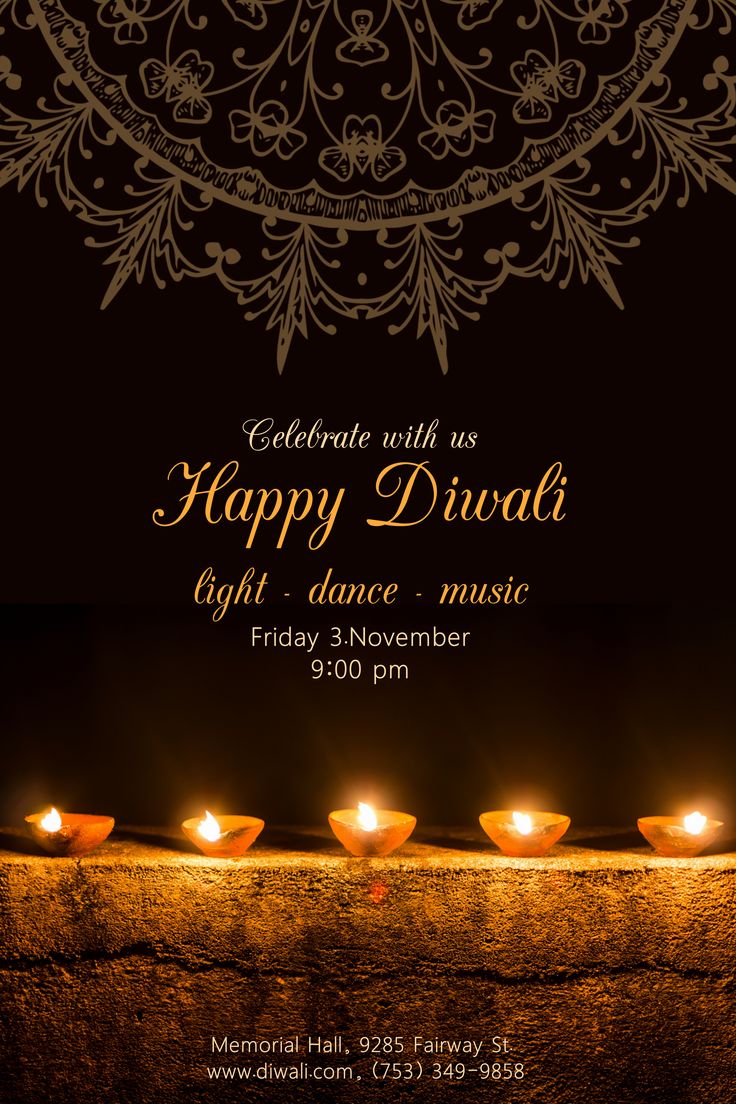 Celebrate with us
Happy Diwali
light - dance - music
Friday 3.November
9:00 pm
Memorial Hall, 9285 Fairway St.
www.diwali.com, (753) 349-9858